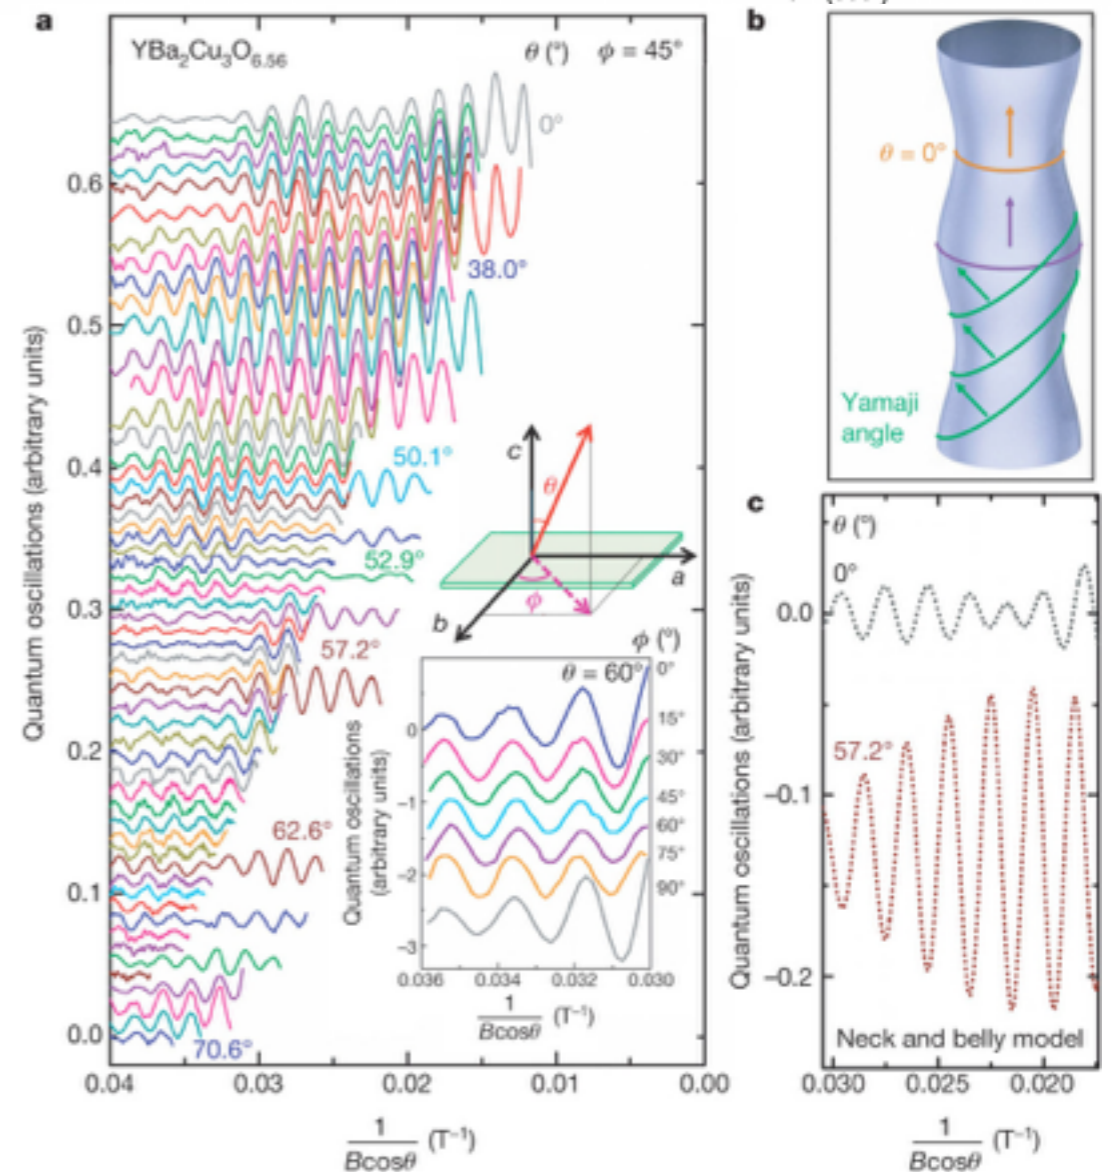 a
YBa₂Cu₃O₆.₅₆
θ (°) ϕ = 45°
0°
38.0°
50.1°
52.9°
57.2°
62.6°
70.6°
Quantum oscillations (arbitrary units)
0.6
0.5
0.4
0.3
0.2
0.1
0.0
0.04 0.03 0.02 0.01 0.00
1
Bcosθ (T⁻¹)
c
θ
a
ϕ
b
ϕ (°)
θ = 60°
0°
15°
30°
45°
60°
75°
90°
Quantum oscillations
(arbitrary units)
0
−1
−2
−3
0.036 0.034 0.032 0.030
1
Bcosθ (T⁻¹)
b
θ = 0°
Yamaji
angle
c
θ (°)
0°
57.2°
Quantum oscillations (arbitrary units)
0.0
−0.1
−0.2
Neck and belly model
0.030 0.025 0.020
1
Bcosθ (T⁻¹)